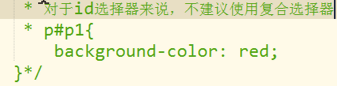 * 对于id选择器来说，不建议使用复合选择器
* p#p1{
background-color: red;
}*/